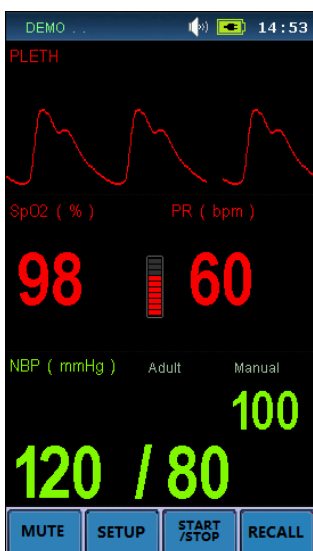 DEMO . . 14:53
PLETH
SpO2 ( % ) PR ( bpm )
98 60
NBP ( mmHg ) Adult Manual
100
120 / 80
MUTE SETUP START /STOP RECALL